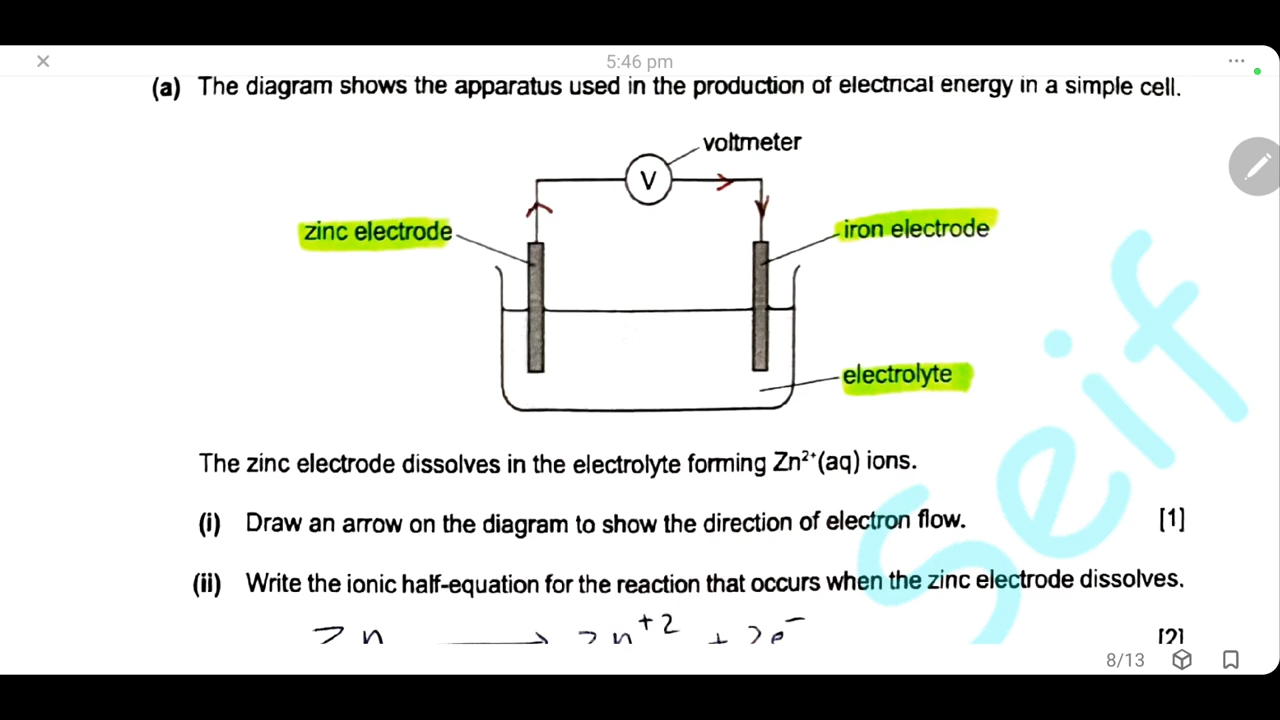 5:46 pm
(a) The diagram shows the apparatus used in the production of electrical energy in a simple cell.
voltmeter
V
zinc electrode
iron electrode
electrolyte
The zinc electrode dissolves in the electrolyte forming Zn²⁺(aq) ions.
(i) Draw an arrow on the diagram to show the direction of electron flow. [1]
(ii) Write the ionic half-equation for the reaction that occurs when the zinc electrode dissolves.
Zn → Zn⁺² + 2e⁻
[2]
8/13
Seif